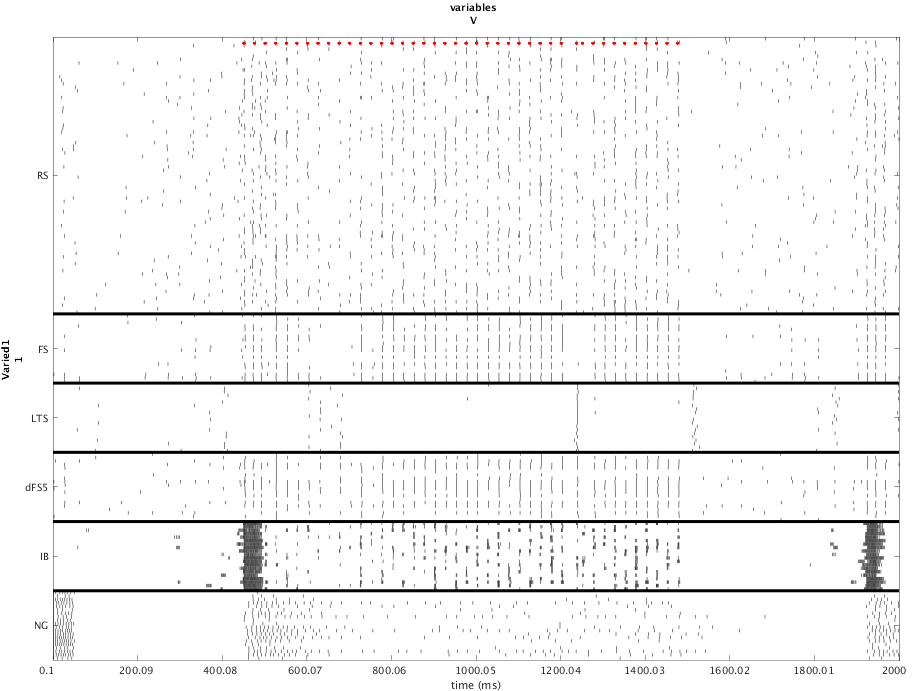 variables
V
RS
FS
Varied1
1
LTS
dFS5
IB
NG
0.1 200.09 400.08 600.07 800.06 1000.05 1200.04 1400.03 1600.02 1800.01 2000
time (ms)